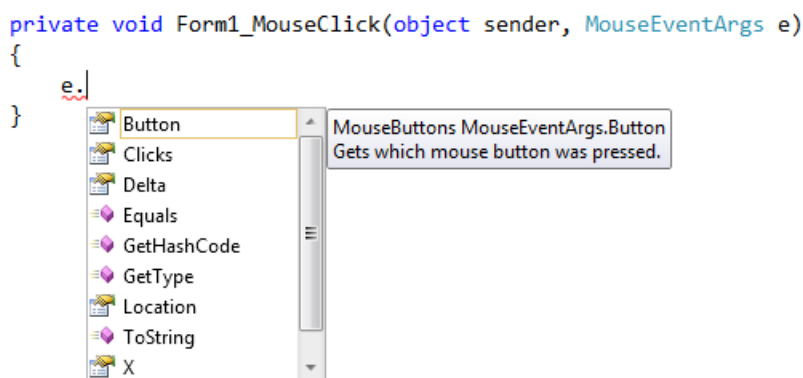 private void Form1_MouseClick(object sender, MouseEventArgs e)
{
e.
}
Button
Clicks
Delta
Equals
GetHashCode
GetType
Location
ToString
X
MouseButtons MouseEventArgs.Button
Gets which mouse button was pressed.